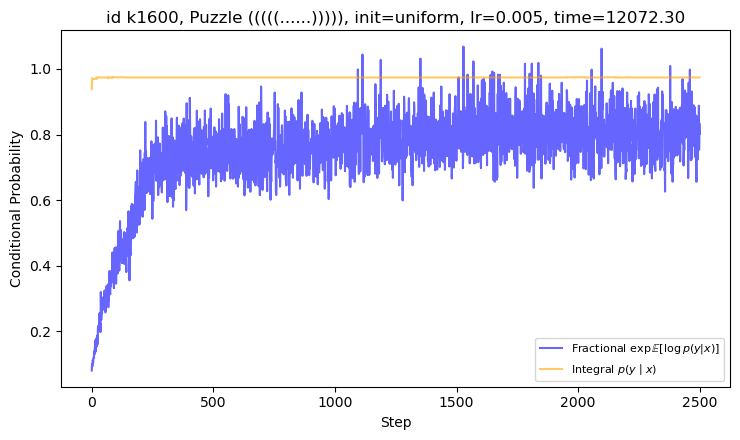 id k1600, Puzzle (((((......))))), init=uniform, lr=0.005, time=12072.30
Conditional Probability
1.0
0.8
0.6
0.4
0.2
Fractional exp 𝔼[log p(y|x)]
Integral p(y | x)
0
500
1000
1500
2000
2500
Step